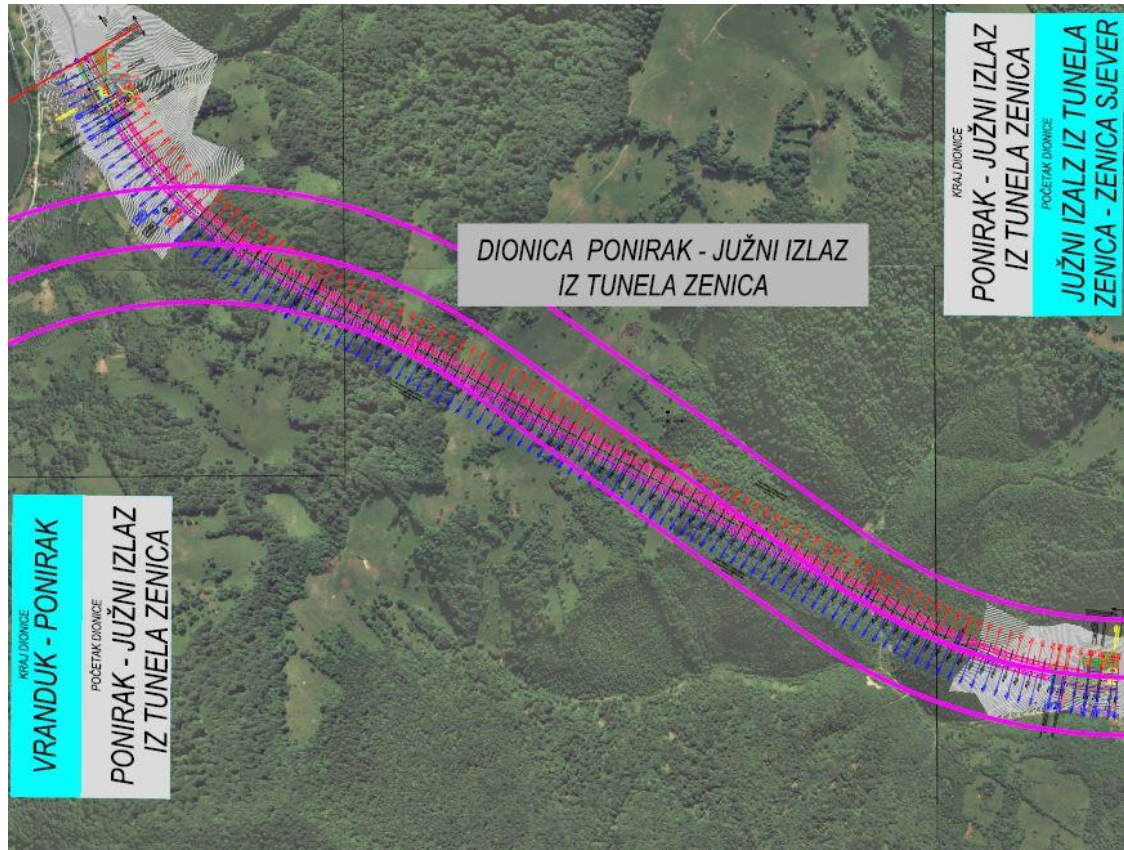 DIONICA PONIRAK - JUŽNI IZLAZ
IZ TUNELA ZENICA
KRAJ DIONICE
PONIRAK - JUŽNI IZLAZ
IZ TUNELA ZENICA
POČETAK DIONICE
JUŽNI IZALZ IZ TUNELA
ZENICA - ZENICA SJEVER
KRAJ DIONICE
VRANDUK - PONIRAK
POČETAK DIONICE
PONIRAK - JUŽNI IZLAZ
IZ TUNELA ZENICA